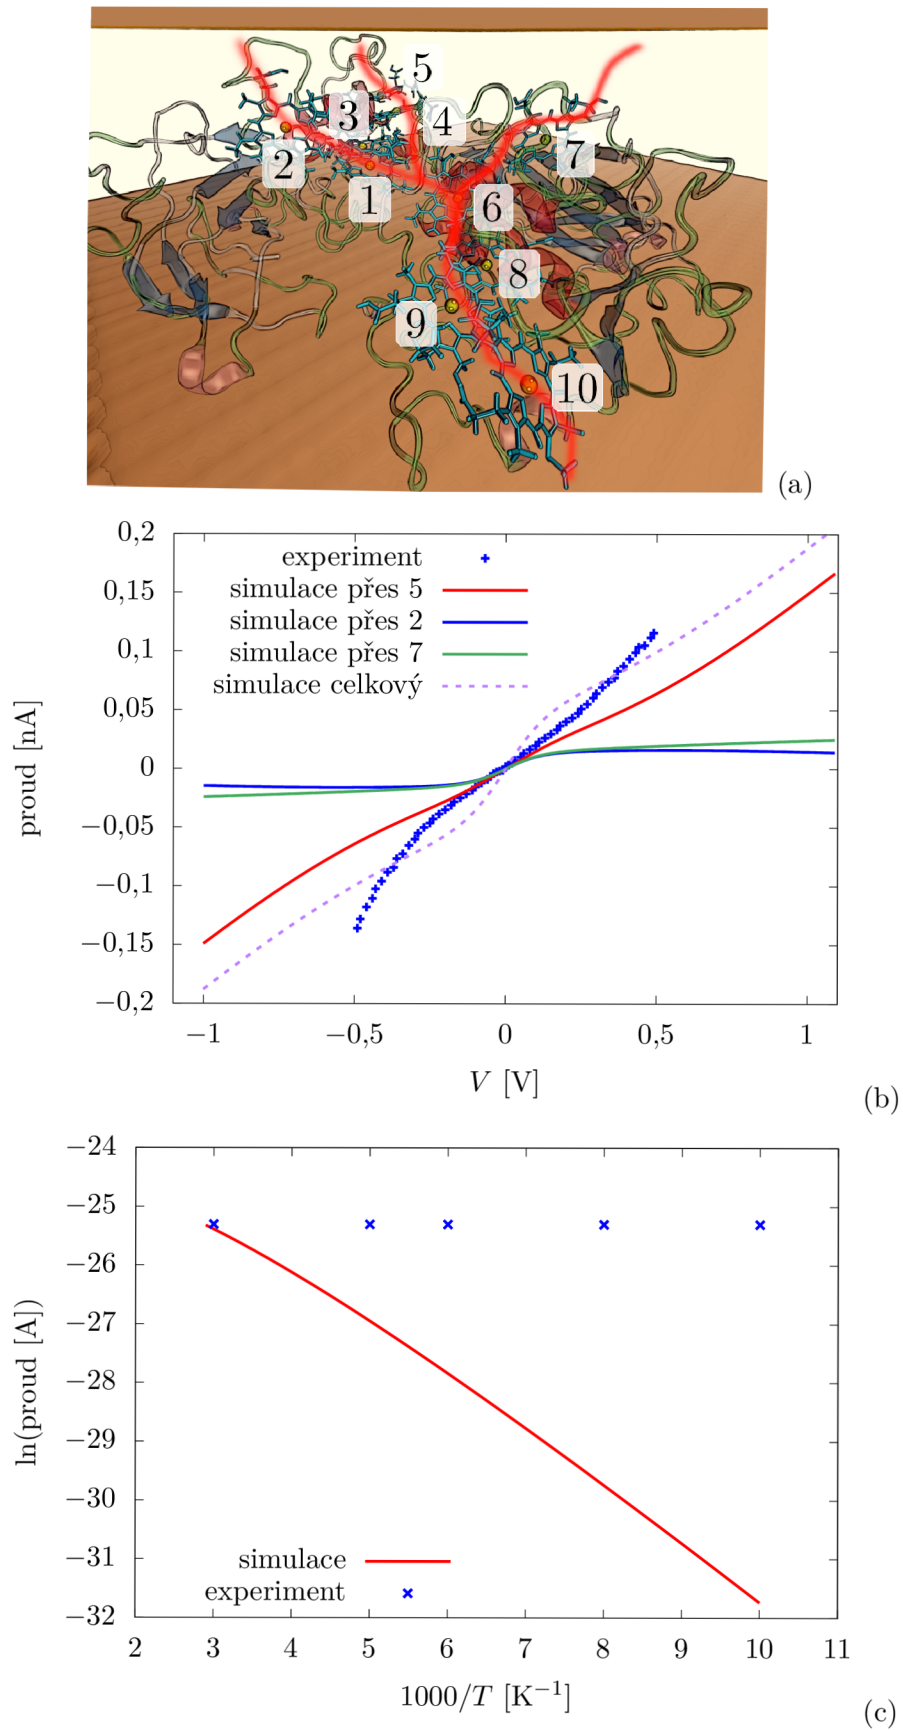 5
3
4
2
7
1
6
8
9
10
(a)
0,2
0,15
0,1
0,05
0
−0,05
−0,1
−0,15
−0,2
proud [nA]
experiment
simulace přes 5
simulace přes 2
simulace přes 7
simulace celkový
−1 −0,5 0 0,5 1
V [V]
(b)
−24
−25
−26
−27
−28
−29
−30
−31
−32
ln(proud [A])
simulace
experiment
2 3 4 5 6 7 8 9 10 11
1000/T [K⁻¹]
(c)